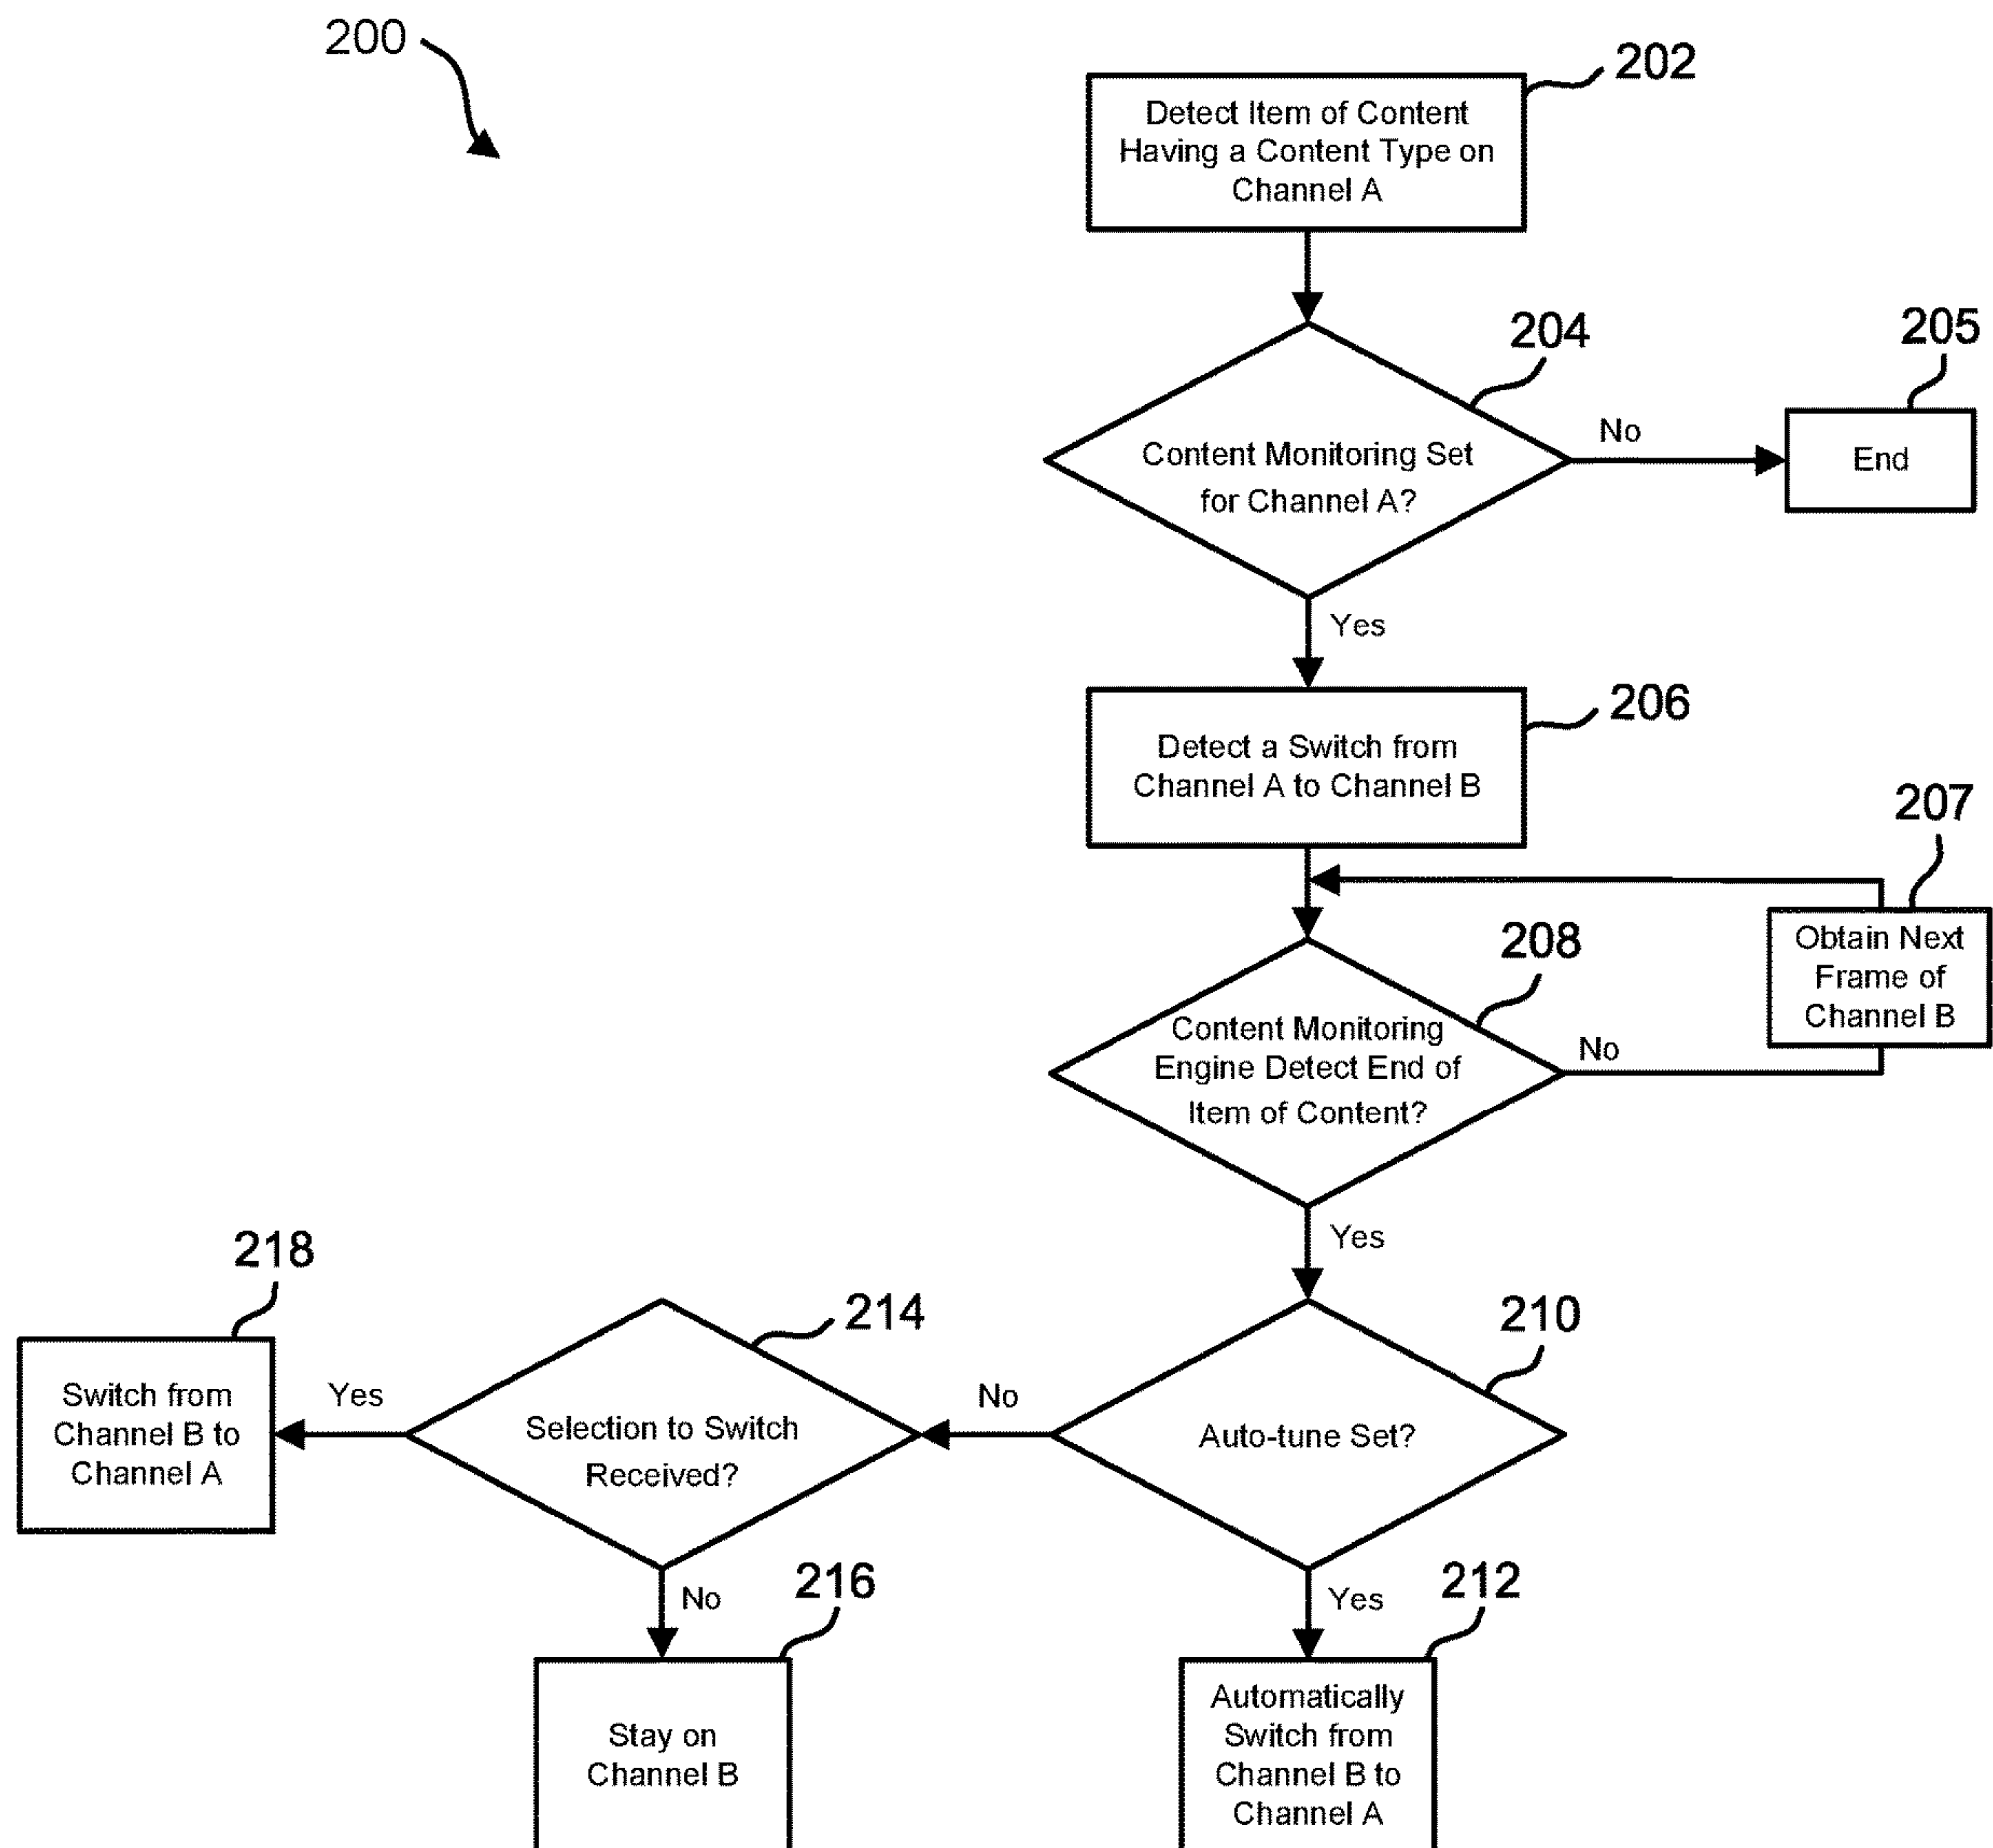 200
202
Detect Item of Content
Having a Content Type on
Channel A
204
205
Content Monitoring Set
for Channel A?
No
End
Yes
206
Detect a Switch from
Channel A to Channel B
207
Obtain Next
Frame of
Channel B
208
Content Monitoring
Engine Detect End of
Item of Content?
No
Yes
210
Auto-tune Set?
No
214
Selection to Switch
Received?
Yes
218
Switch from
Channel B to
Channel A
No
216
Stay on
Channel B
Yes
212
Automatically
Switch from
Channel B to
Channel A